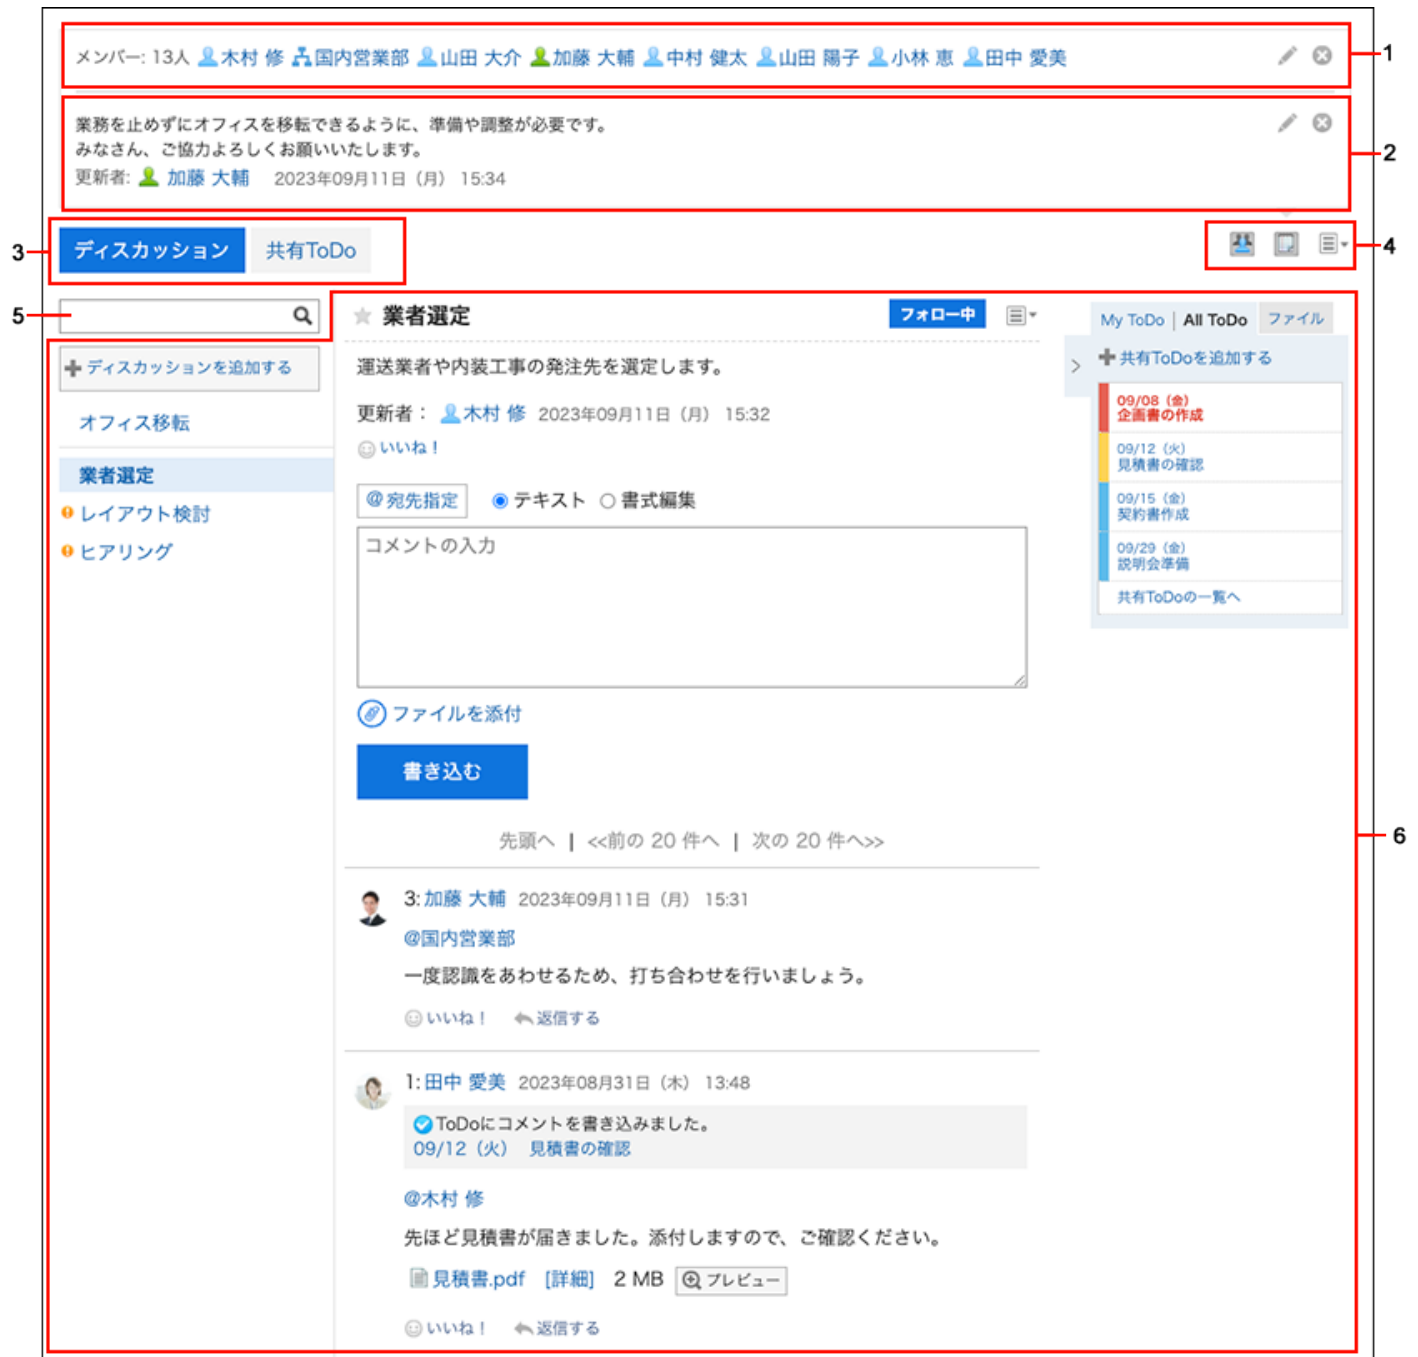 メンバー: 13人 木村 修 国内営業部 山田 大介 加藤 大輔 中村 健太 山田 陽子 小林 恵 田中 愛美
1
業務を止めずにオフィスを移転できるように、準備や調整が必要です。
みなさん、ご協力よろしくお願いいたします。
更新者: 加藤 大輔 2023年09月11日（月） 15:34
2
3
ディスカッション 共有ToDo
4
5
ディスカッションを追加する
オフィス移転
業者選定
レイアウト検討
ヒアリング
業者選定 フォロー中
運送業者や内装工事の発注先を選定します。
更新者： 木村 修 2023年09月11日（月） 15:32
いいね！
@宛先指定 テキスト 書式編集
コメントの入力
ファイルを添付
書き込む
先頭へ | <<前の 20 件へ | 次の 20 件へ>>
3: 加藤 大輔 2023年09月11日（月） 15:31
@国内営業部
一度認識をあわせるため、打ち合わせを行いましょう。
いいね！ 返信する
1: 田中 愛美 2023年08月31日（木） 13:48
ToDoにコメントを書き込みました。
09/12（火） 見積書の確認
@木村 修
先ほど見積書が届きました。添付しますので、ご確認ください。
見積書.pdf [詳細] 2 MB プレビュー
いいね！ 返信する
My ToDo | All ToDo ファイル
共有ToDoを追加する
09/08（金）
企画書の作成
09/12（火）
見積書の確認
09/15（金）
契約書作成
09/29（金）
説明会準備
共有ToDoの一覧へ
6